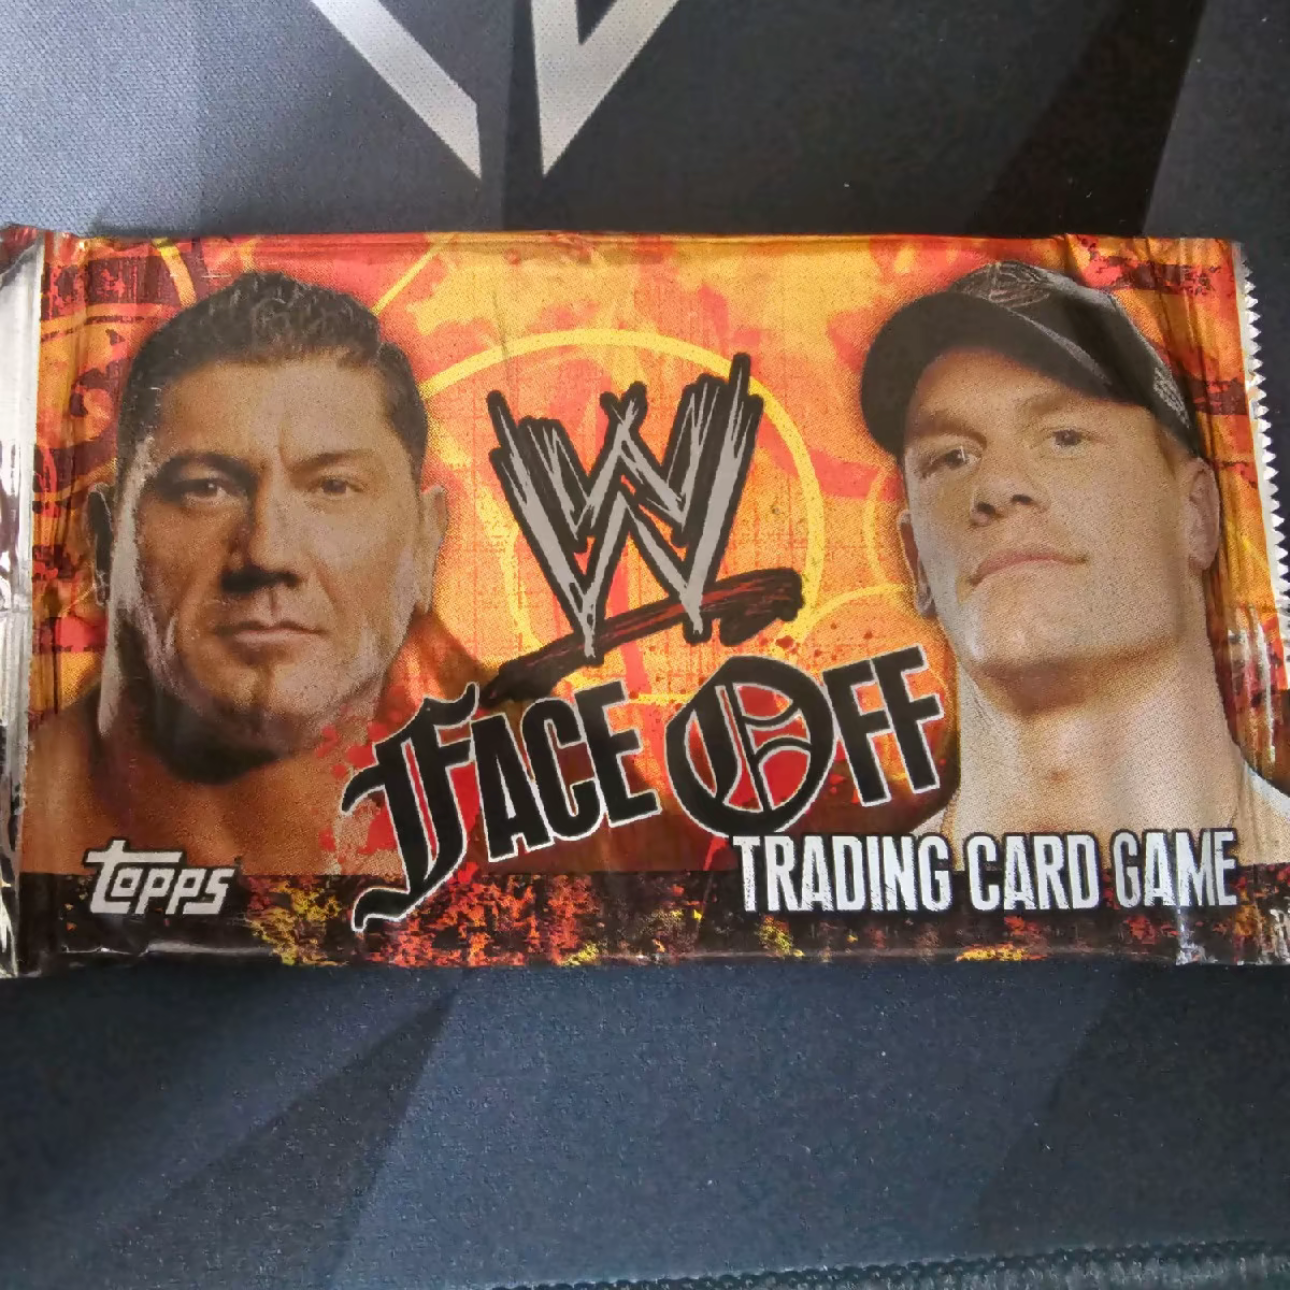 W
FACE OFF
topps
TRADING CARD GAME